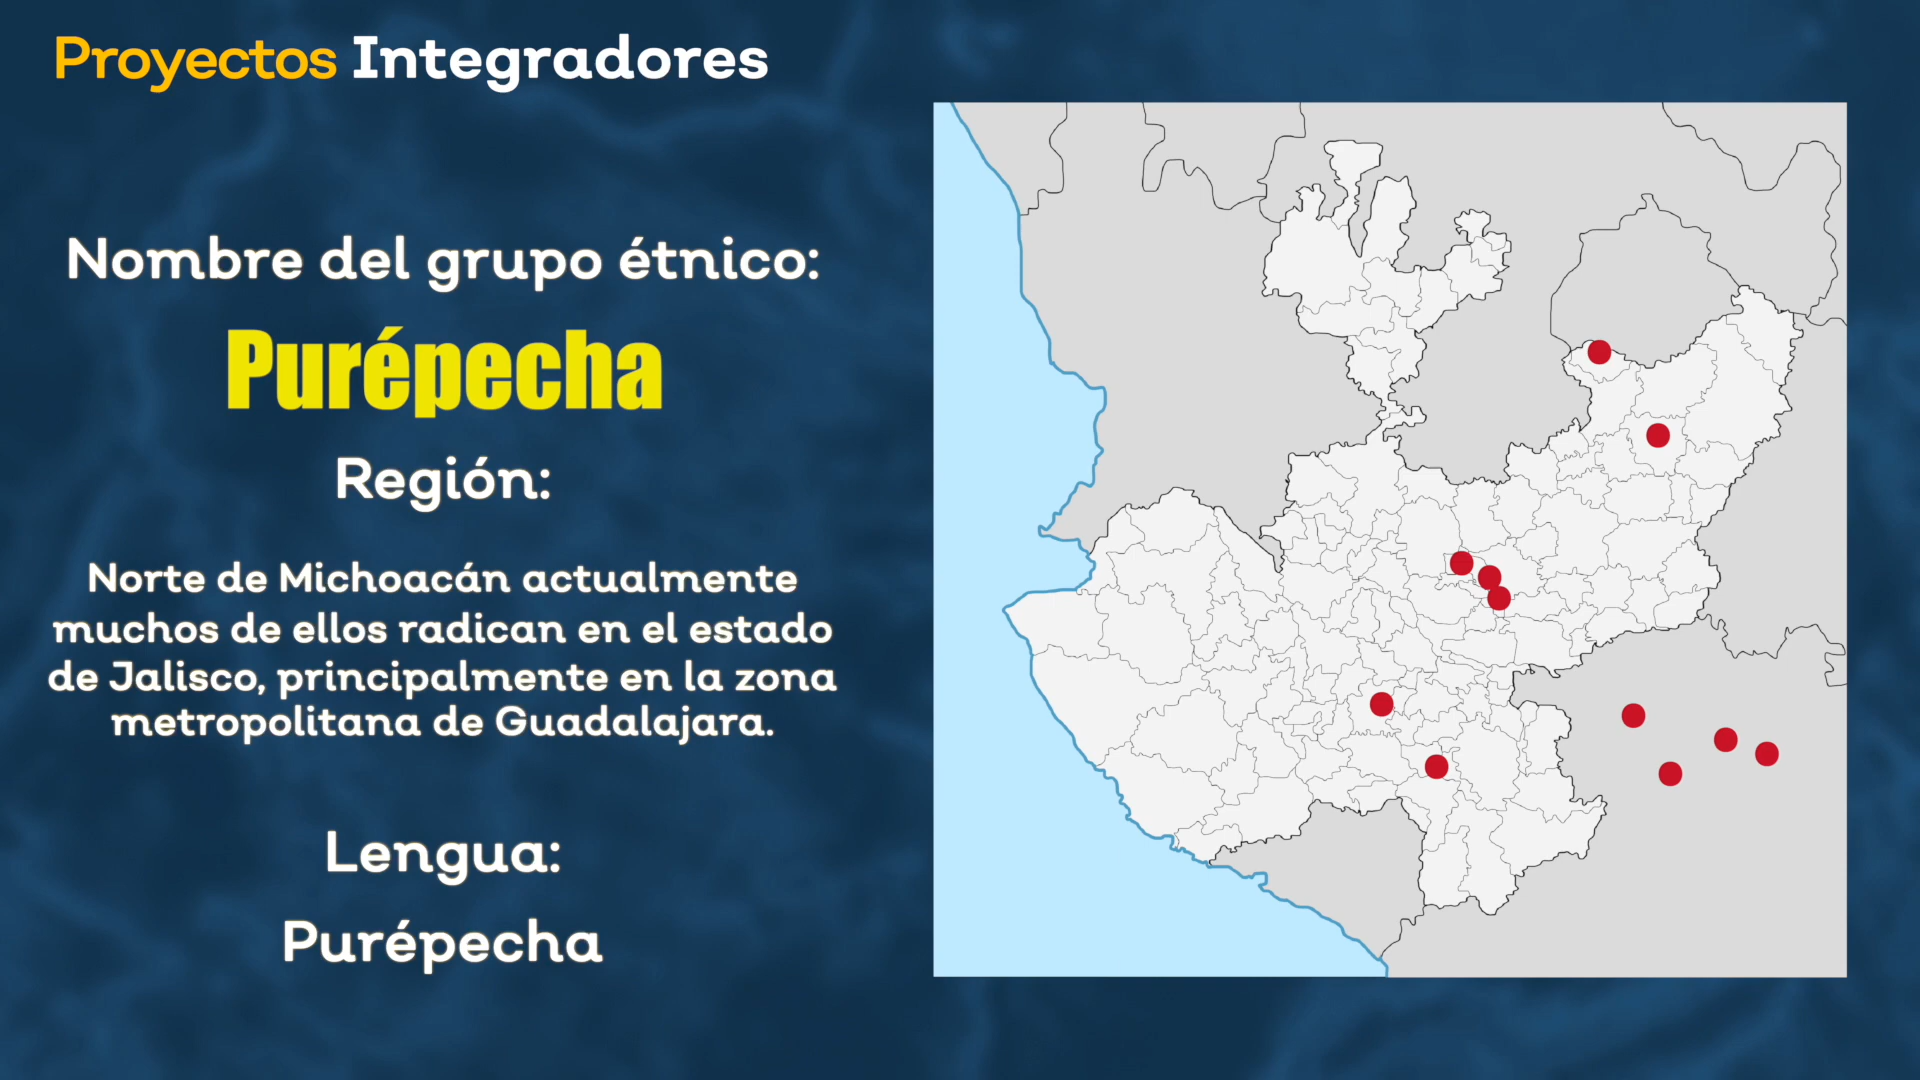 Proyectos Integradores
Nombre del grupo étnico:
Purépecha
Región:
Norte de Michoacán actualmente
muchos de ellos radican en el estado
de Jalisco, principalmente en la zona
metropolitana de Guadalajara.
Lengua:
Purépecha